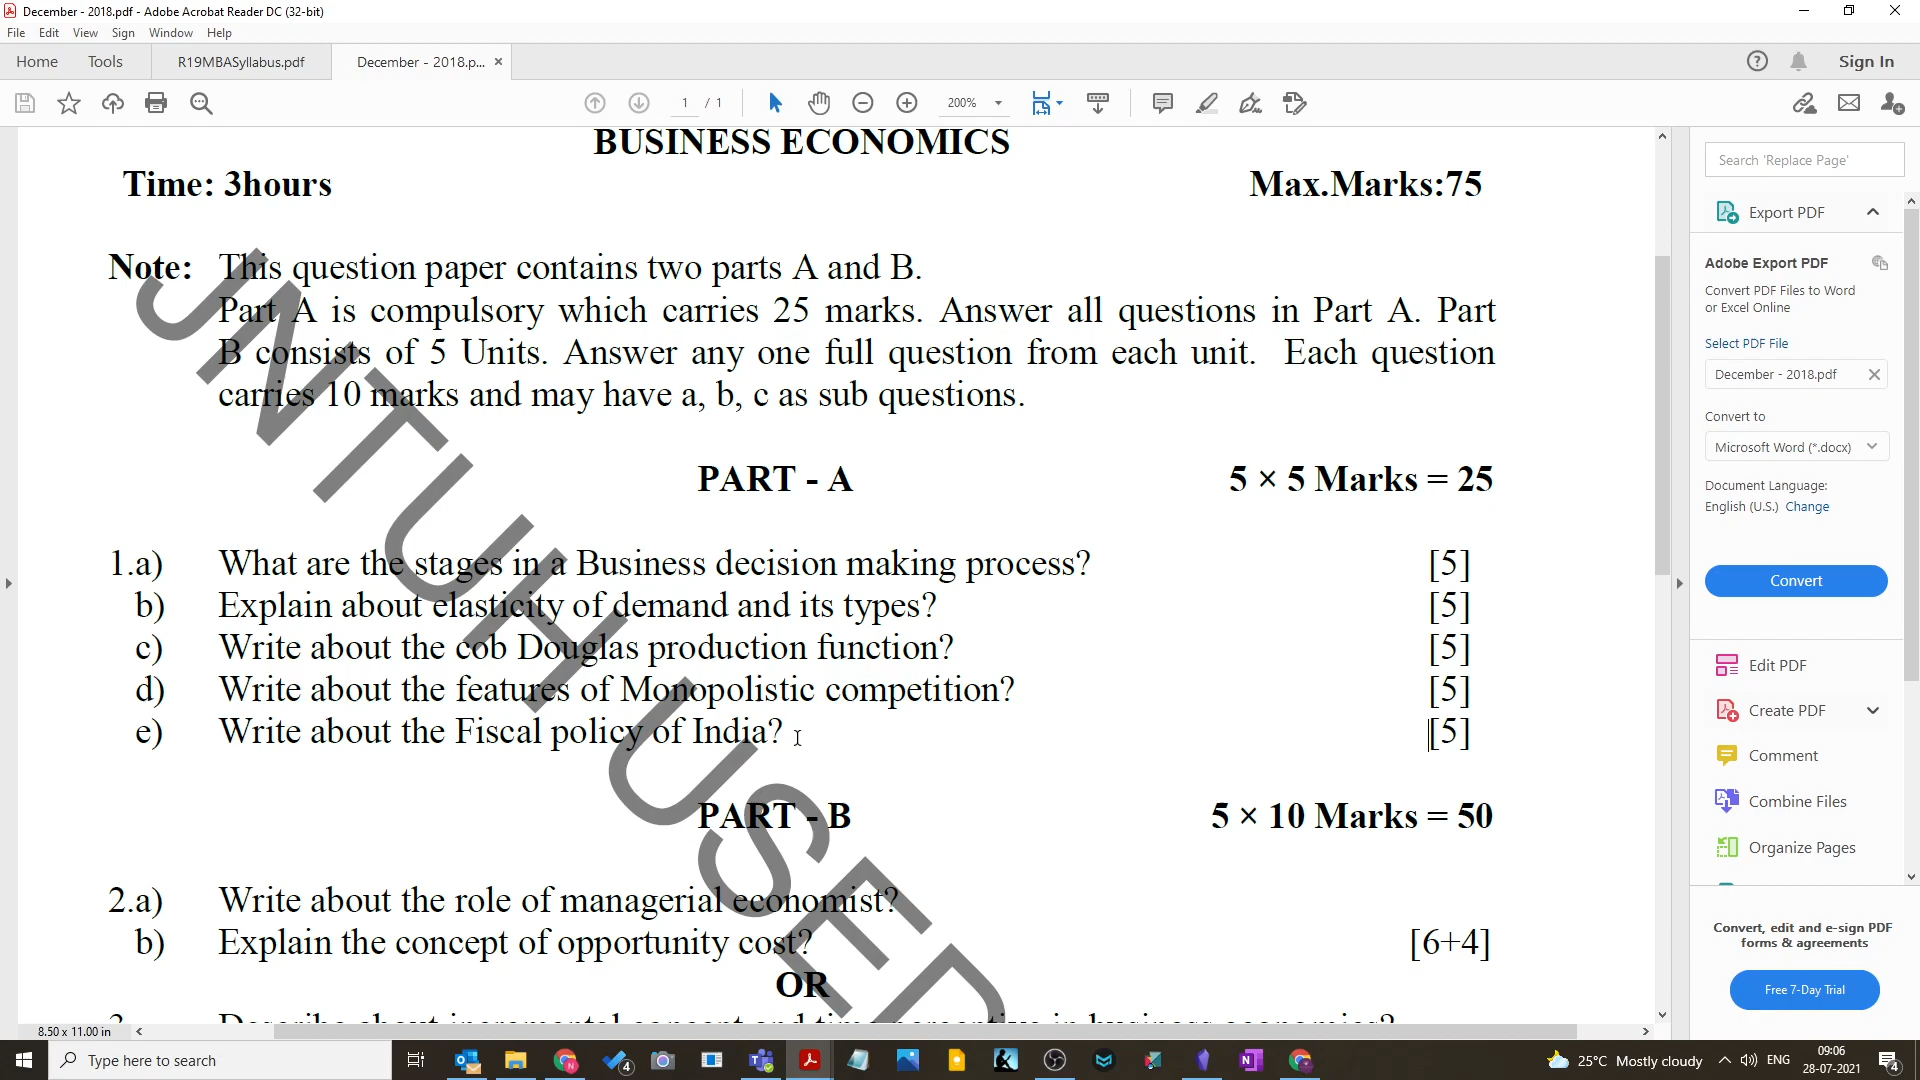 December - 2018.pdf - Adobe Acrobat Reader DC (32-bit)
File Edit View Sign Window Help
Home Tools R19MBASyllabus.pdf December - 2018.p... Sign In
1 / 1 200%
BUSINESS ECONOMICS
Time: 3hours Max.Marks:75
Note: This question paper contains two parts A and B.
Part A is compulsory which carries 25 marks. Answer all questions in Part A. Part
B consists of 5 Units. Answer any one full question from each unit. Each question
carries 10 marks and may have a, b, c as sub questions.
PART - A 5 × 5 Marks = 25
1.a) What are the stages in a Business decision making process? [5]
b) Explain about elasticity of demand and its types? [5]
c) Write about the cob Douglas production function? [5]
d) Write about the features of Monopolistic competition? [5]
e) Write about the Fiscal policy of India? [5]
PART - B 5 × 10 Marks = 50
2.a) Write about the role of managerial economist?
b) Explain the concept of opportunity cost? [6+4]
OR
JNTUH USED
8.50 x 11.00 in
Search 'Replace Page'
Export PDF
Adobe Export PDF
Convert PDF Files to Word
or Excel Online
Select PDF File
December - 2018.pdf
Convert to
Microsoft Word (*.docx)
Document Language:
English (U.S.) Change
Convert
Edit PDF
Create PDF
Comment
Combine Files
Organize Pages
Convert, edit and e-sign PDF
forms & agreements
Free 7-Day Trial
Type here to search
4
25°C Mostly cloudy ENG
09:06
28-07-2021
4